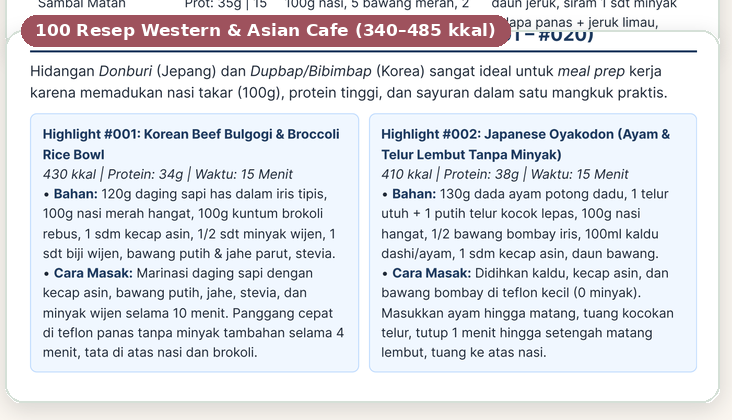 Sambal Matah
Prot: 35g | 15
100g nasi, 5 bawang merah, 2
daun jeruk, siram 1 sdt minyak
panas + jeruk limau,
100 Resep Western & Asian Cafe (340–485 kkal)
1 – #020)
Hidangan Donburi (Jepang) dan Dupbap/Bibimbap (Korea) sangat ideal untuk meal prep kerja
karena memadukan nasi takar (100g), protein tinggi, dan sayuran dalam satu mangkuk praktis.
Highlight #001: Korean Beef Bulgogi & Broccoli
Rice Bowl
430 kkal | Protein: 34g | Waktu: 15 Menit
• Bahan: 120g daging sapi has dalam iris tipis,
100g nasi merah hangat, 100g kuntum brokoli
rebus, 1 sdm kecap asin, 1/2 sdt minyak wijen, 1
sdt biji wijen, bawang putih & jahe parut, stevia.
• Cara Masak: Marinasi daging sapi dengan
kecap asin, bawang putih, jahe, stevia, dan
minyak wijen selama 10 menit. Panggang cepat
di teflon panas tanpa minyak tambahan selama 4
menit, tata di atas nasi dan brokoli.
Highlight #002: Japanese Oyakodon (Ayam &
Telur Lembut Tanpa Minyak)
410 kkal | Protein: 38g | Waktu: 15 Menit
• Bahan: 130g dada ayam potong dadu, 1 telur
utuh + 1 putih telur kocok lepas, 100g nasi
hangat, 1/2 bawang bombay iris, 100ml kaldu
dashi/ayam, 1 sdm kecap asin, daun bawang.
• Cara Masak: Didihkan kaldu, kecap asin, dan
bawang bombay di teflon kecil (0 minyak).
Masukkan ayam hingga matang, tuang kocokan
telur, tutup 1 menit hingga setengah matang
lembut, tuang ke atas nasi.